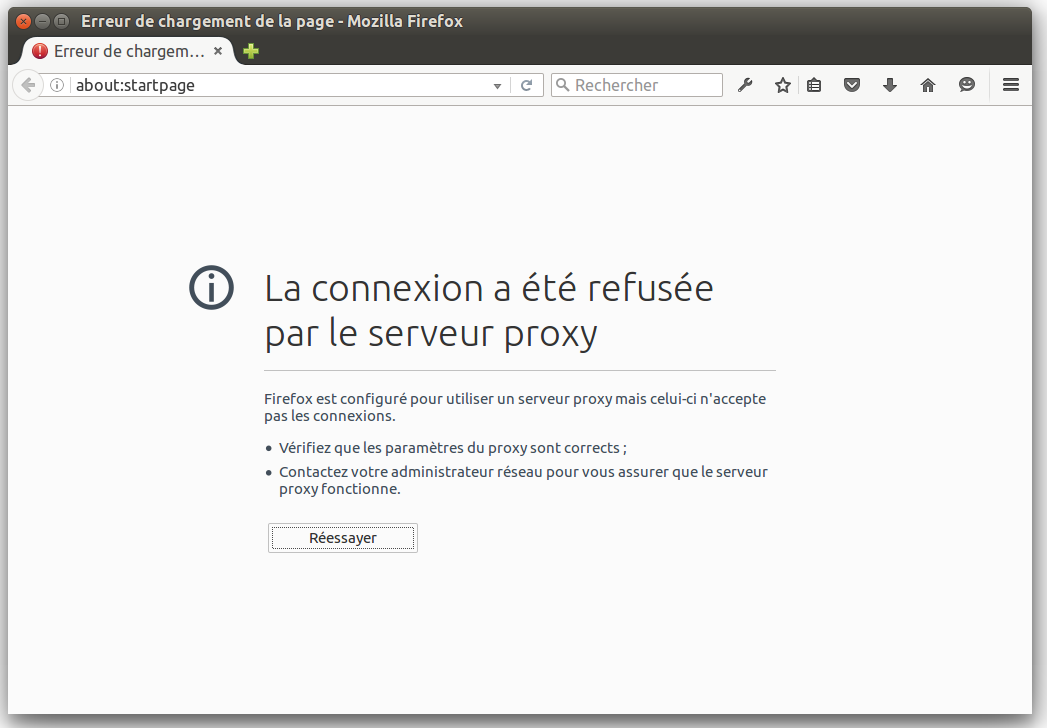 Erreur de chargement de la page - Mozilla Firefox
Erreur de chargem...
about:startpage
Rechercher
La connexion a été refusée
par le serveur proxy
Firefox est configuré pour utiliser un serveur proxy mais celui-ci n'accepte
pas les connexions.
Vérifiez que les paramètres du proxy sont corrects ;
Contactez votre administrateur réseau pour vous assurer que le serveur
proxy fonctionne.
Réessayer